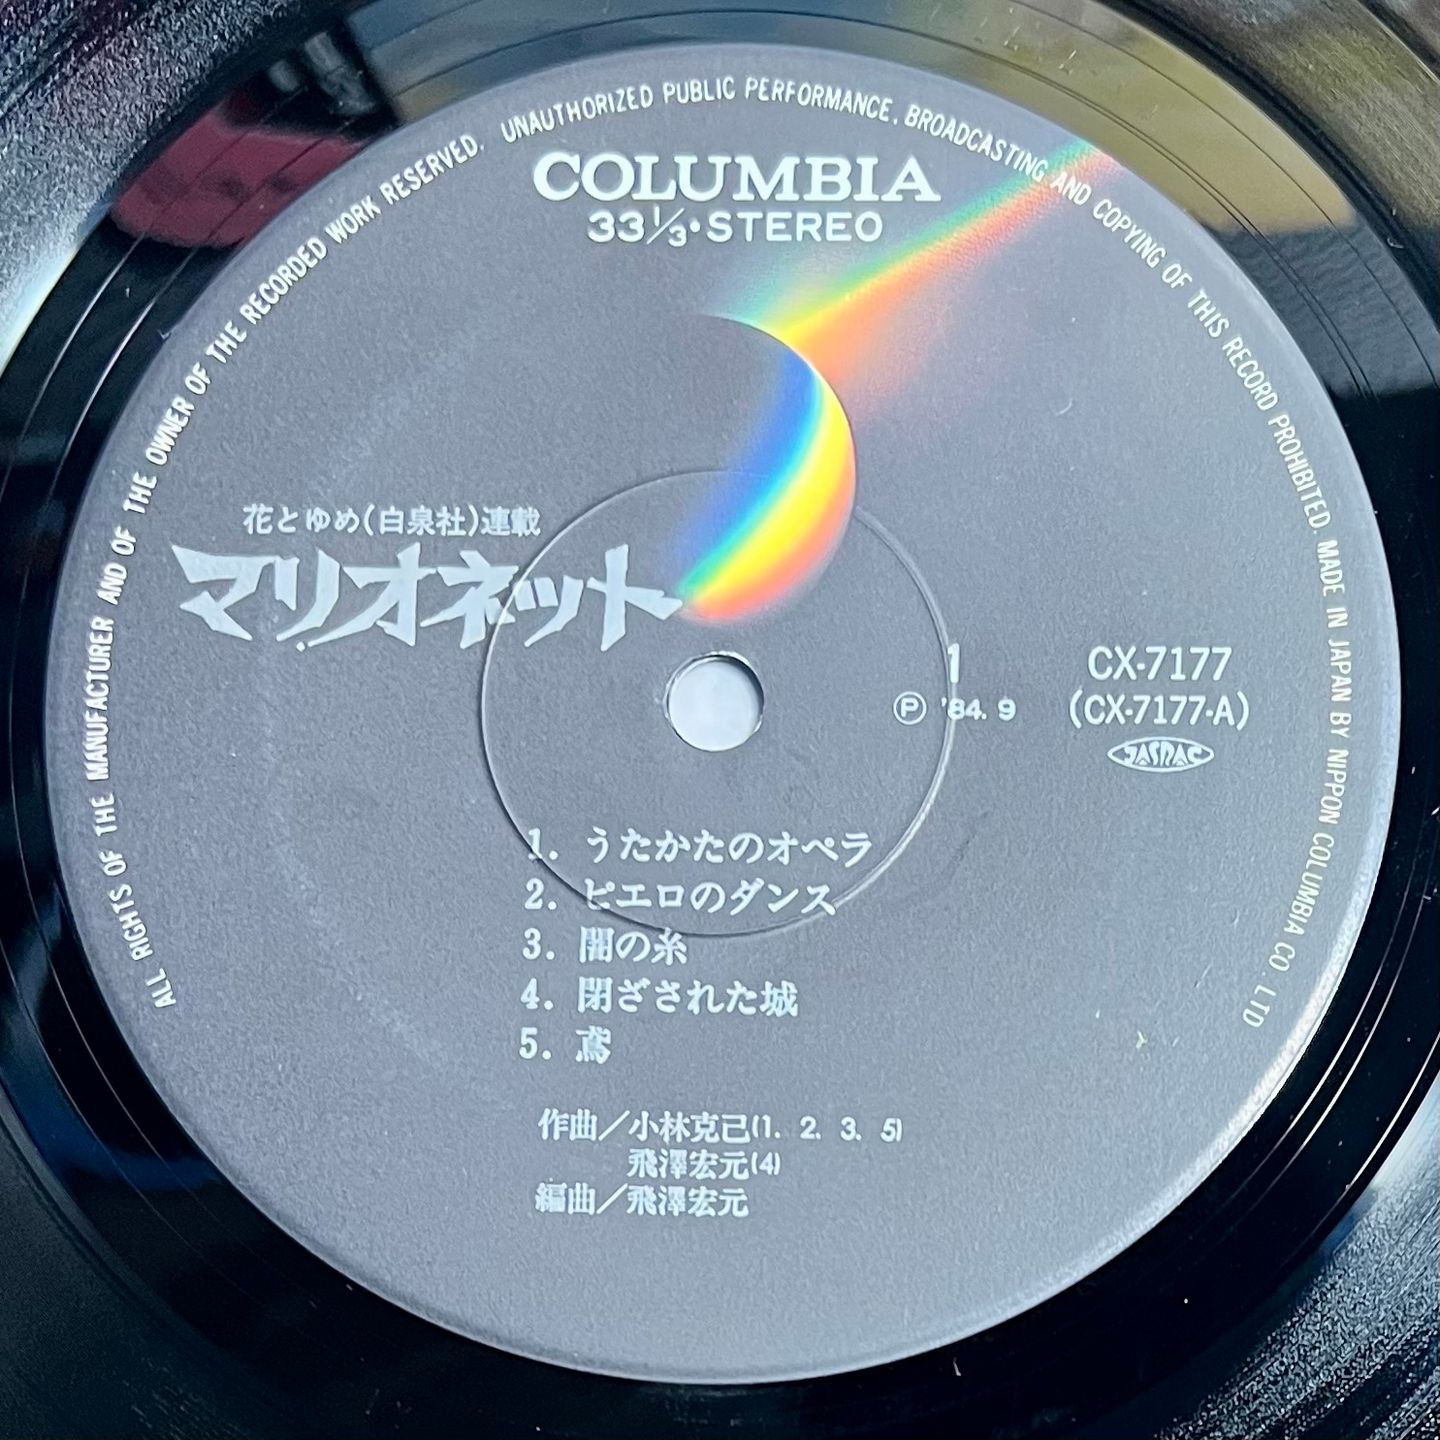 ALL RIGHTS OF THE MANUFACTURER AND OF THE OWNER OF THE RECORDED WORK RESERVED. UNAUTHORIZED PUBLIC PERFORMANCE, BROADCASTING AND COPYING OF THIS RECORD PROHIBITED. MADE IN JAPAN BY NIPPON COLUMBIA CO., LTD
COLUMBIA
33⅓•STEREO
花とゆめ(白泉社)連載
マリオネット
1
CX-7177
Ⓟ '84. 9
(CX-7177-A)
JASRAC
1. うたかたのオペラ
2. ピエロのダンス
3. 闇の糸
4. 閉ざされた城
5. 鳶
作曲／小林克己(1. 2. 3. 5)
飛澤宏元(4)
編曲／飛澤宏元